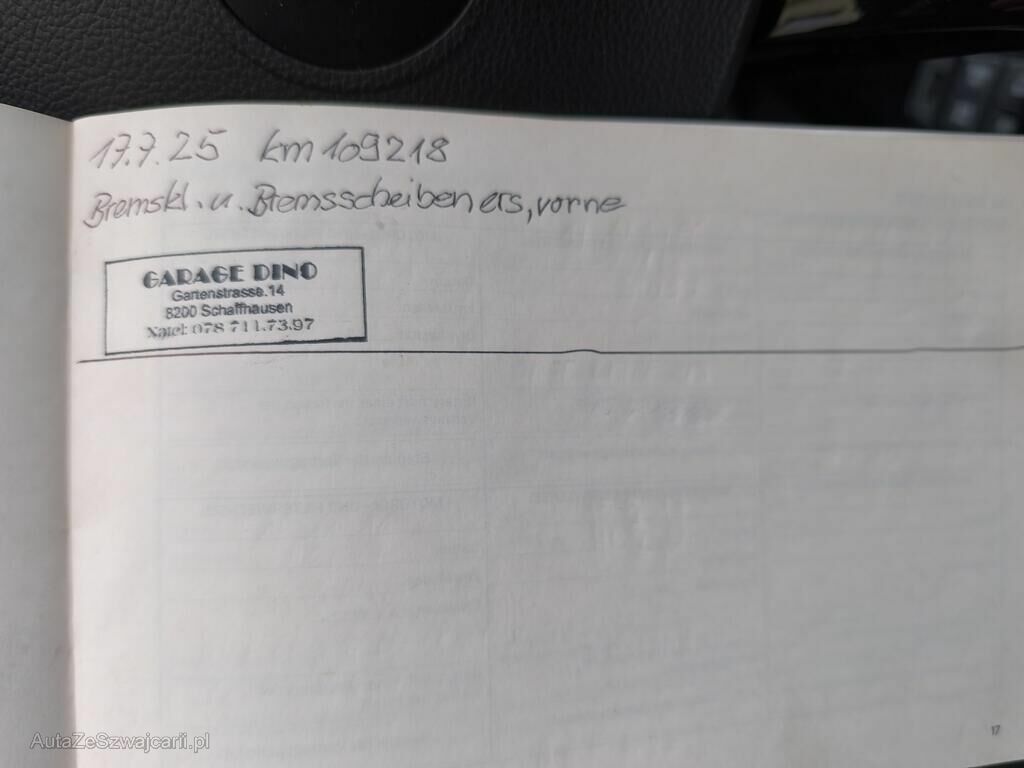 17.7.25 km 109218
Bremskl. u. Bremsscheiben ers, vorne
GARAGE DINO
Gartenstrasse.14
8200 Schaffhausen
Natel: 078 711.73.97
17
AutaZeSzwajcarii.pl